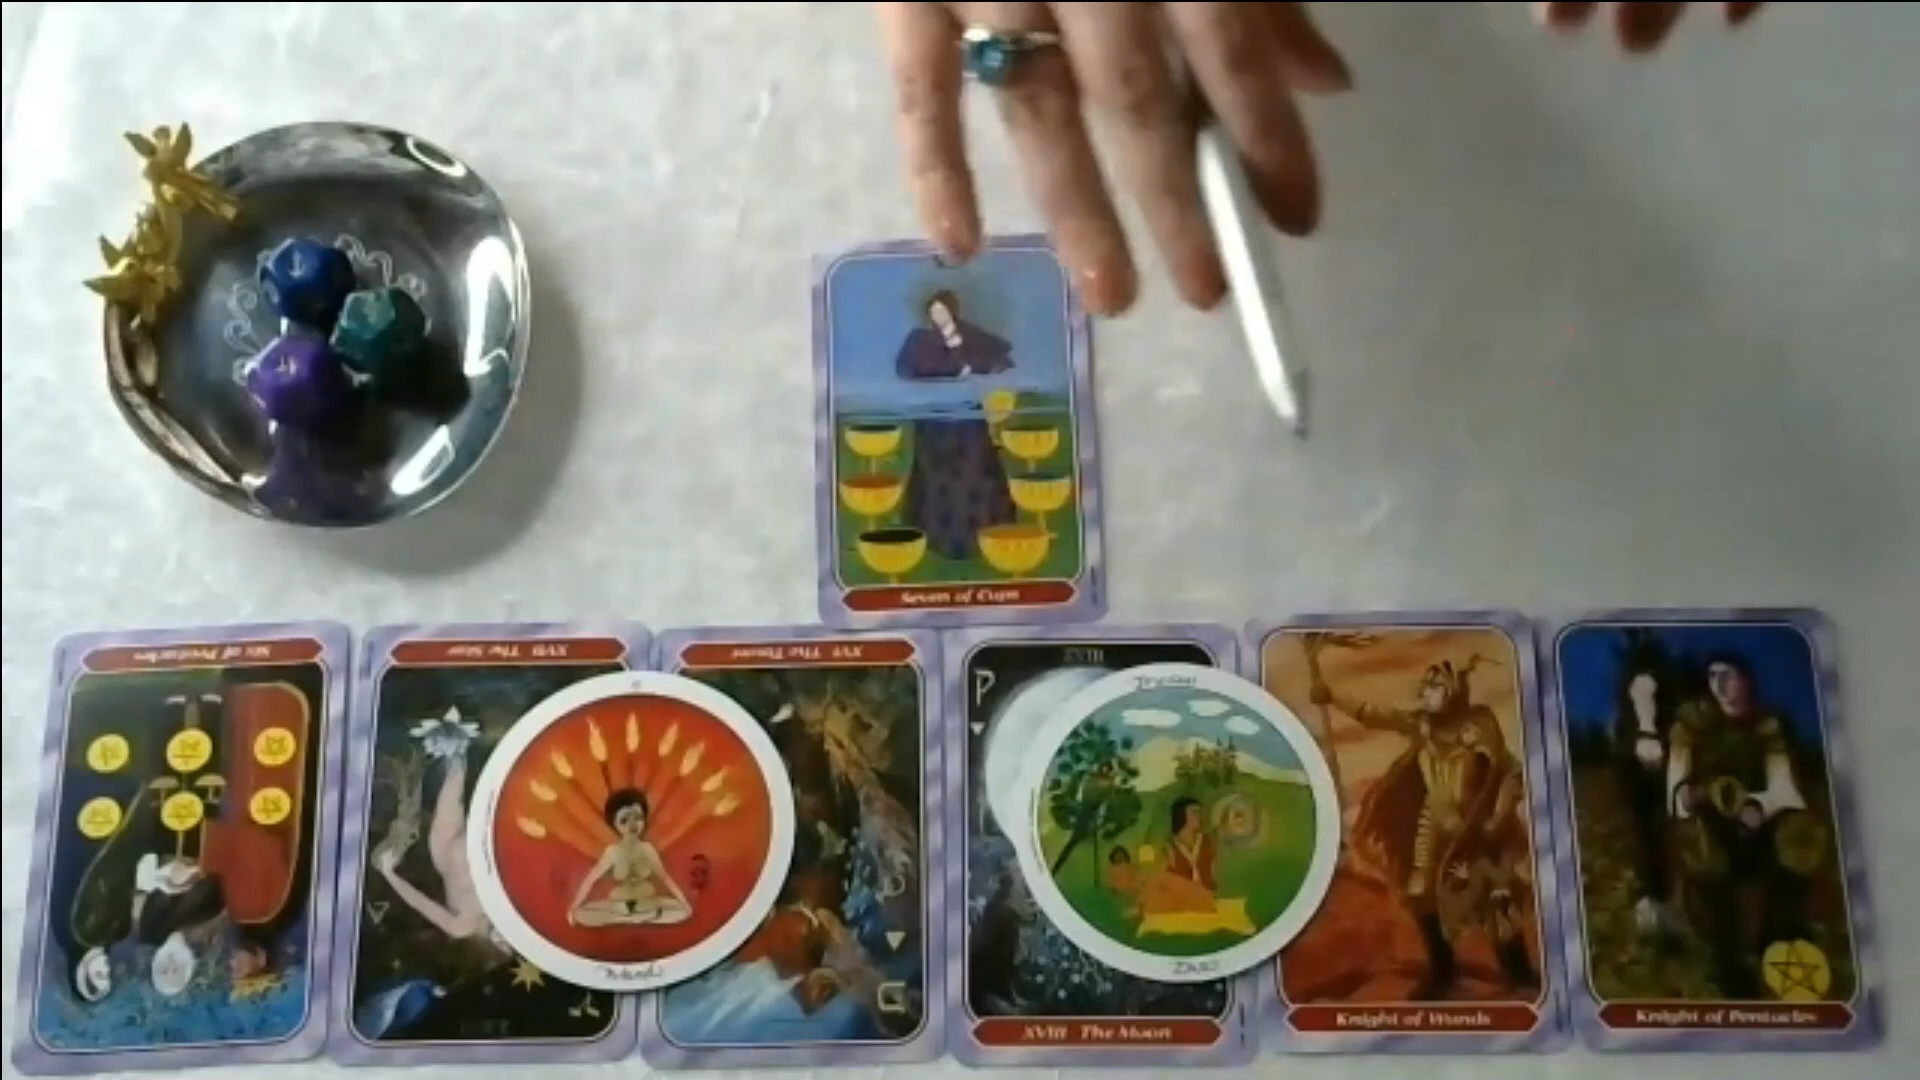 Seven of Cups
Six of Pentacles
XVII The Star
XVI The Tower
XVIII
P
XVIII The Moon
Knight of Wands
Knight of Pentacles